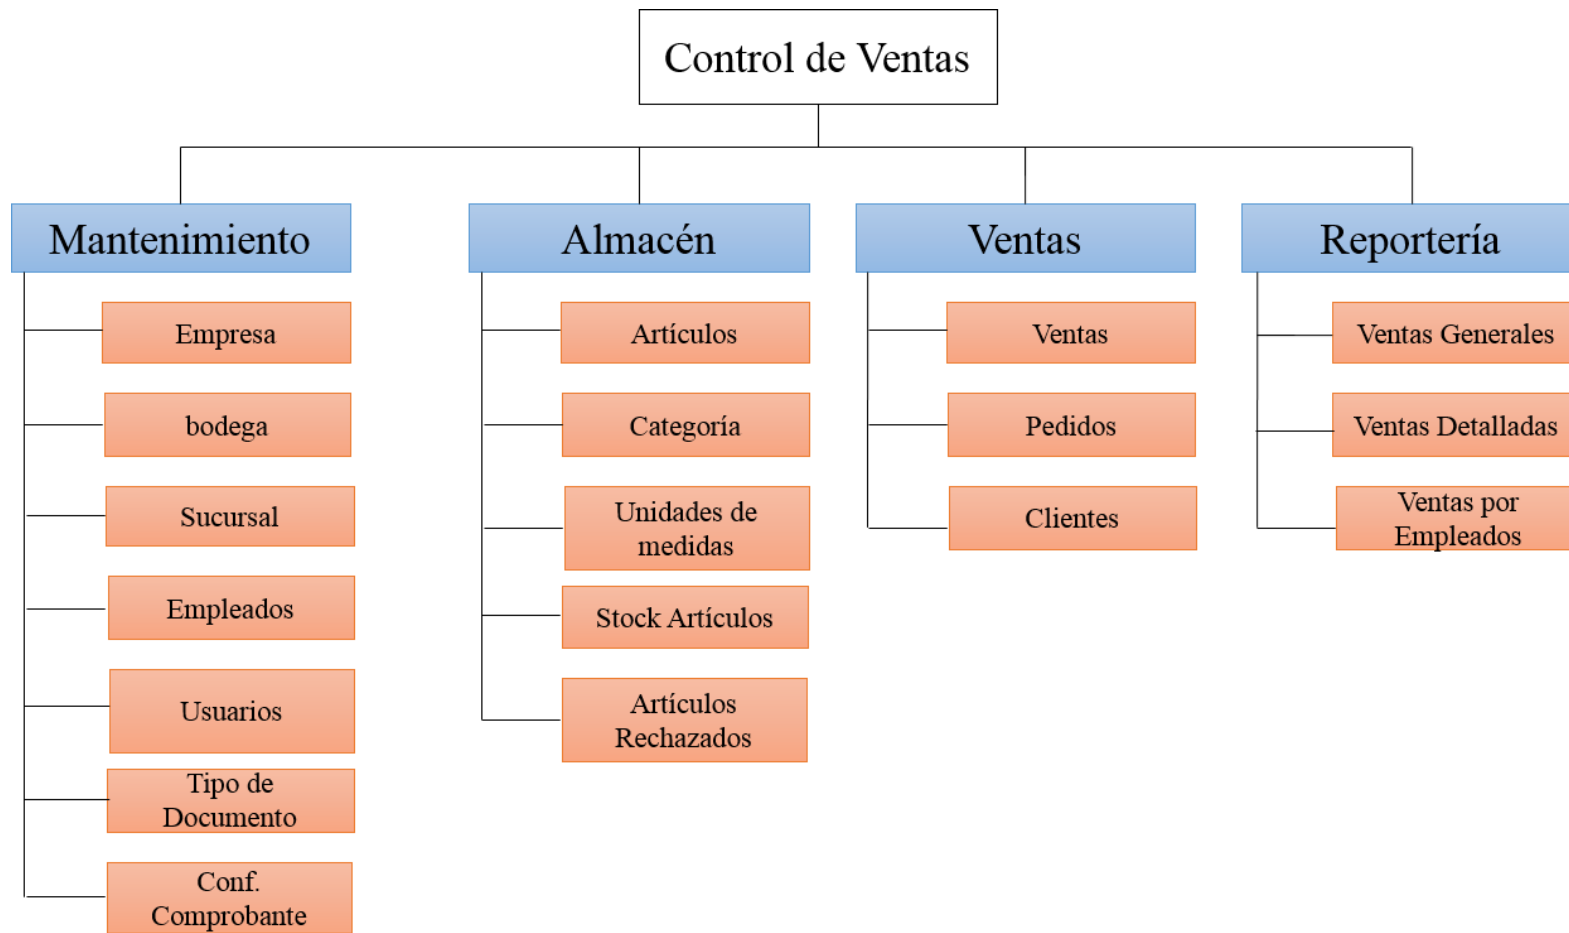 Control de Ventas
Mantenimiento
Empresa
bodega
Sucursal
Empleados
Usuarios
Tipo de
Documento
Conf.
Comprobante
Almacén
Artículos
Categoría
Unidades de
medidas
Stock Artículos
Artículos
Rechazados
Ventas
Ventas
Pedidos
Clientes
Reportería
Ventas Generales
Ventas Detalladas
Ventas por
Empleados